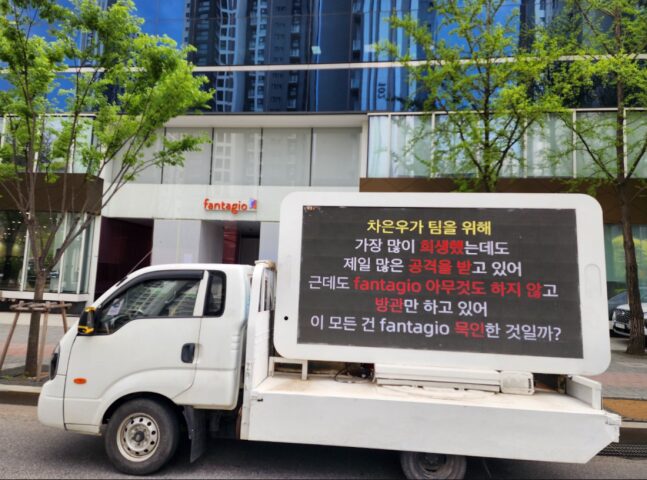 fantagio
차은우가 팀을 위해
가장 많이 희생했는데도
제일 많은 공격을 받고 있어
근데도 fantagio 아무것도 하지 않고
방관만 하고 있어
이 모든 건 fantagio 묵인한 것일까?